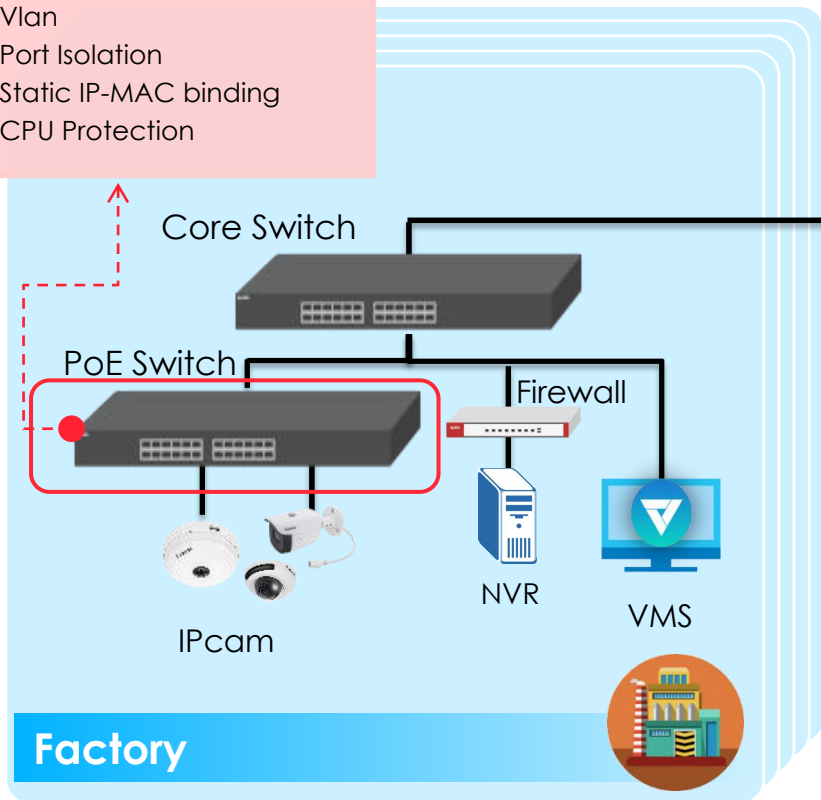 Vlan
Port Isolation
Static IP-MAC binding
CPU Protection
Core Switch
PoE Switch
Firewall
NVR
VMS
IPcam
Factory